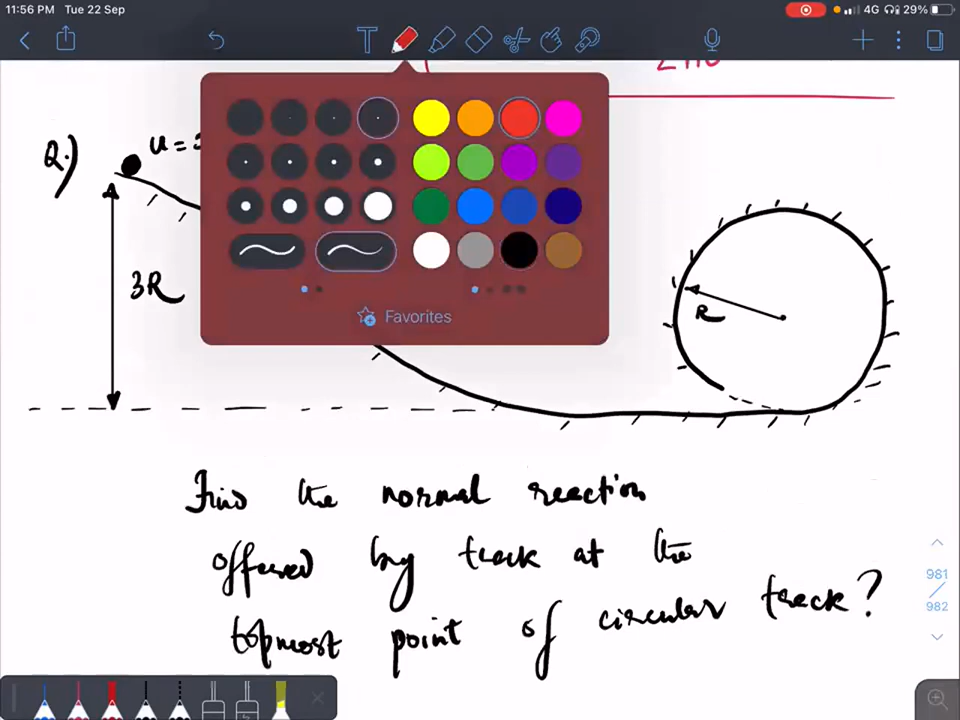 11:56 PM Tue 22 Sep
4G 29%
T
Q.) u =
3R
R
Favorites
Find the normal reaction
offered by track at the
topmost point of circular track?
981
/
982